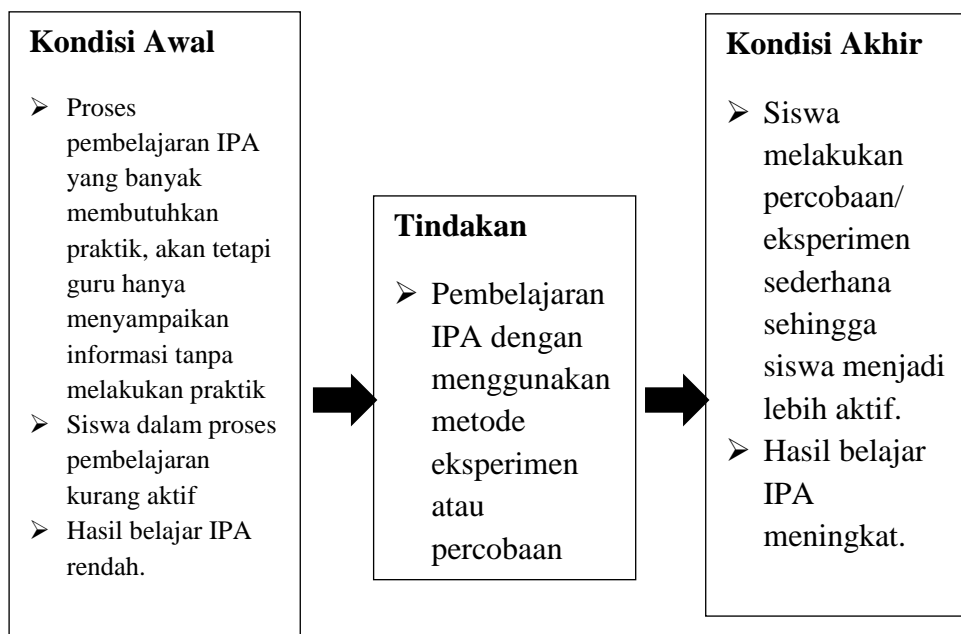 Kondisi Awal
➢ Proses
pembelajaran IPA
yang banyak
membutuhkan
praktik, akan tetapi
guru hanya
menyampaikan
informasi tanpa
melakukan praktik
➢ Siswa dalam proses
pembelajaran
kurang aktif
➢ Hasil belajar IPA
rendah.
Tindakan
➢ Pembelajaran
IPA dengan
menggunakan
metode
eksperimen
atau
percobaan
Kondisi Akhir
➢ Siswa
melakukan
percobaan/
eksperimen
sederhana
sehingga
siswa menjadi
lebih aktif.
➢ Hasil belajar
IPA
meningkat.